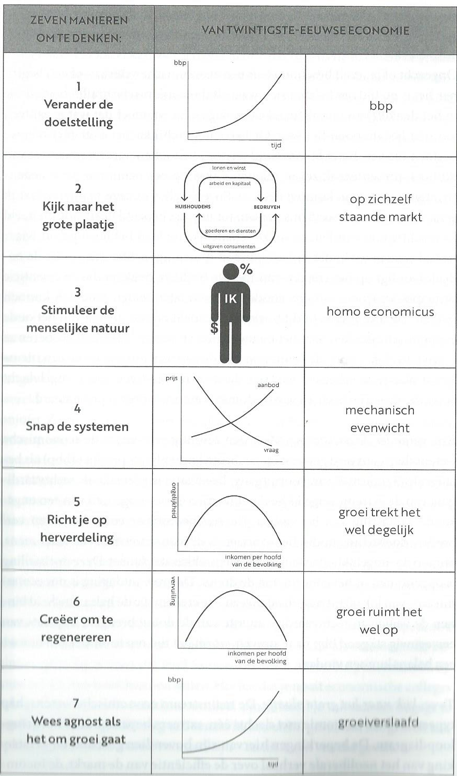 ZEVEN MANIEREN
OM TE DENKEN:
VAN TWINTIGSTE-EEUWSE ECONOMIE
1
Verander de
doelstelling
bbp
tijd
bbp
2
Kijk naar het
grote plaatje
lonen en winst
arbeid en kapitaal
HUISHOUDENS
BEDRIJVEN
goederen en diensten
uitgaven consumenten
op zichzelf
staande markt
3
Stimuleer de
menselijke natuur
%
IK
$
homo economicus
4
Snap de systemen
prijs
aanbod
vraag
mechanisch
evenwicht
5
Richt je op
herverdeling
ongelijkheid
inkomen per hoofd
van de bevolking
groei trekt het
wel degelijk
6
Creëer om te
regenereren
vervuiling
inkomen per hoofd
van de bevolking
groei ruimt het
wel op
7
Wees agnost als
het om groei gaat
bbp
tijd
groeiverslaafd